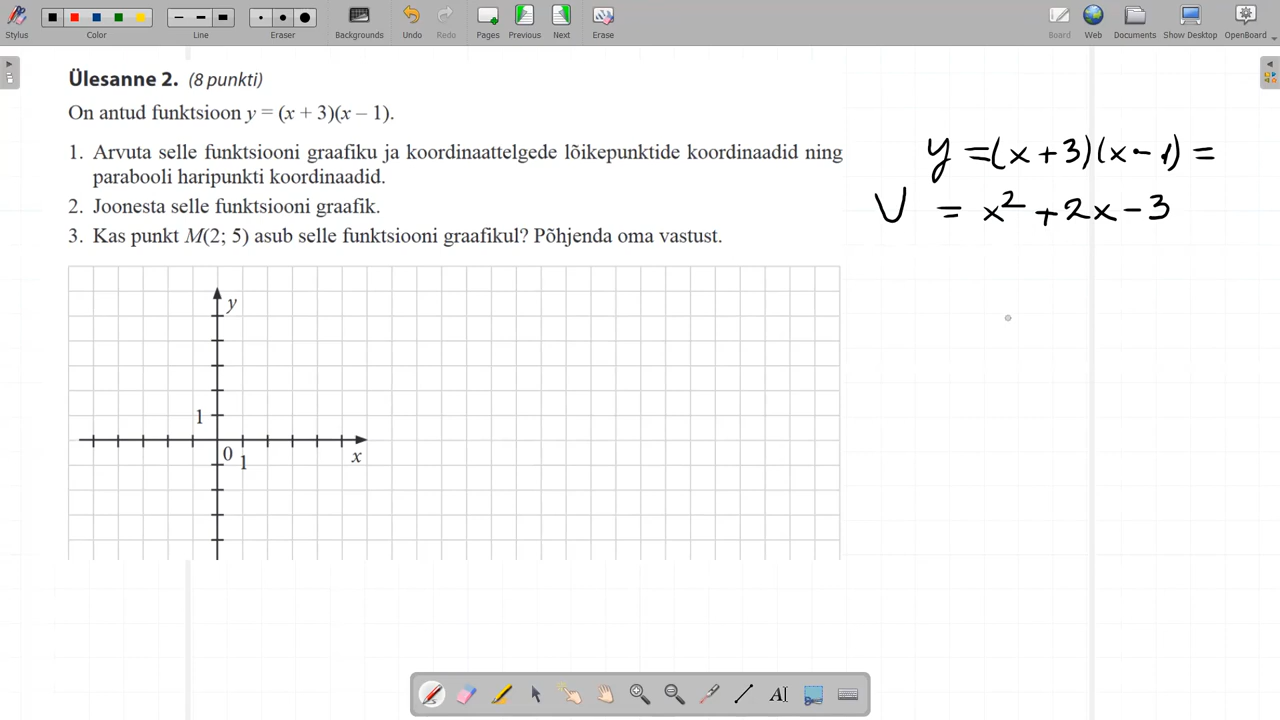 Stylus Color Line Eraser Backgrounds Undo Redo Pages Previous Next Erase Board Web Documents Show Desktop OpenBoard
Ülesanne 2. (8 punkti)
On antud funktsioon y = (x + 3)(x – 1).
1. Arvuta selle funktsiooni graafiku ja koordinaattelgede lõikepunktide koordinaadid ning
parabooli haripunkti koordinaadid.
2. Joonesta selle funktsiooni graafik.
3. Kas punkt M(2; 5) asub selle funktsiooni graafikul? Põhjenda oma vastust.
y = (x + 3)(x - 1) =
V = x² + 2x - 3
y
1
0
1
x
AI